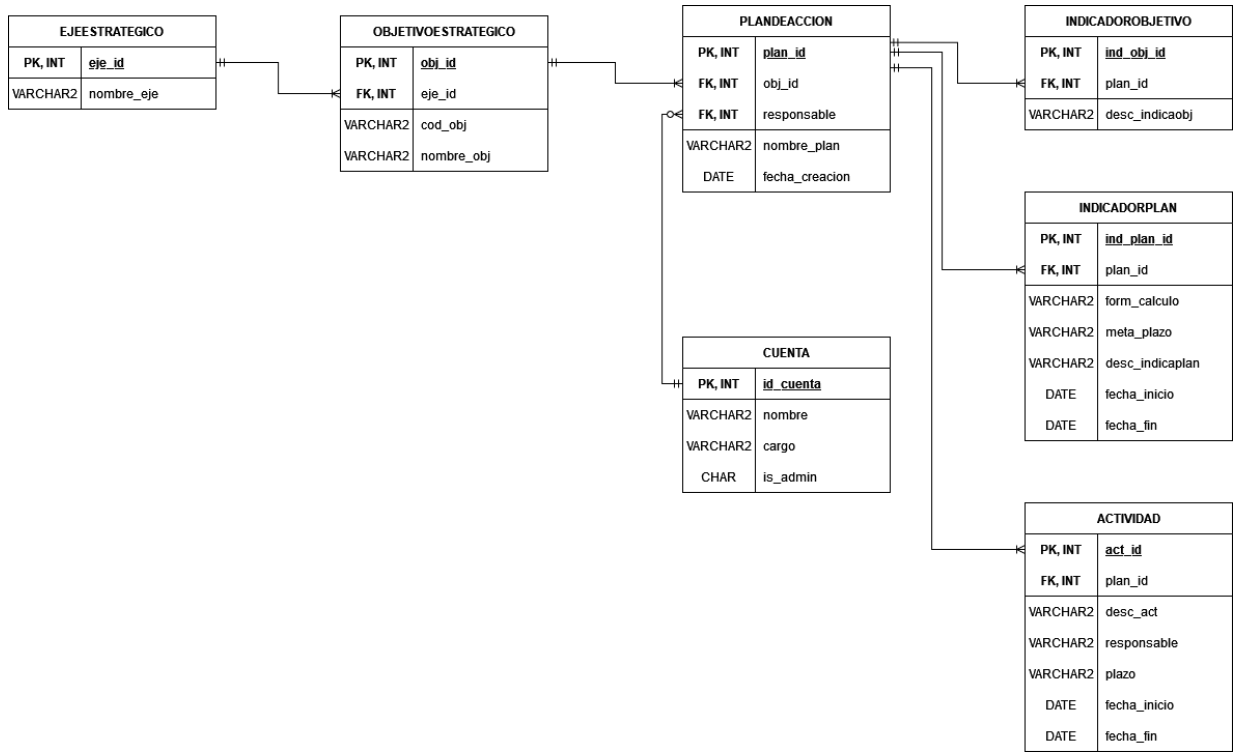 EJEESTRATEGICO
PK, INT eje_id
VARCHAR2 nombre_eje
OBJETIVOESTRATEGICO
PK, INT obj_id
FK, INT eje_id
VARCHAR2 cod_obj
VARCHAR2 nombre_obj
PLANDEACCION
PK, INT plan_id
FK, INT obj_id
FK, INT responsable
VARCHAR2 nombre_plan
DATE fecha_creacion
INDICADOROBJETIVO
PK, INT ind_obj_id
FK, INT plan_id
VARCHAR2 desc_indicaobj
INDICADORPLAN
PK, INT ind_plan_id
FK, INT plan_id
VARCHAR2 form_calculo
VARCHAR2 meta_plazo
VARCHAR2 desc_indicaplan
DATE fecha_inicio
DATE fecha_fin
CUENTA
PK, INT id_cuenta
VARCHAR2 nombre
VARCHAR2 cargo
CHAR is_admin
ACTIVIDAD
PK, INT act_id
FK, INT plan_id
VARCHAR2 desc_act
VARCHAR2 responsable
VARCHAR2 plazo
DATE fecha_inicio
DATE fecha_fin